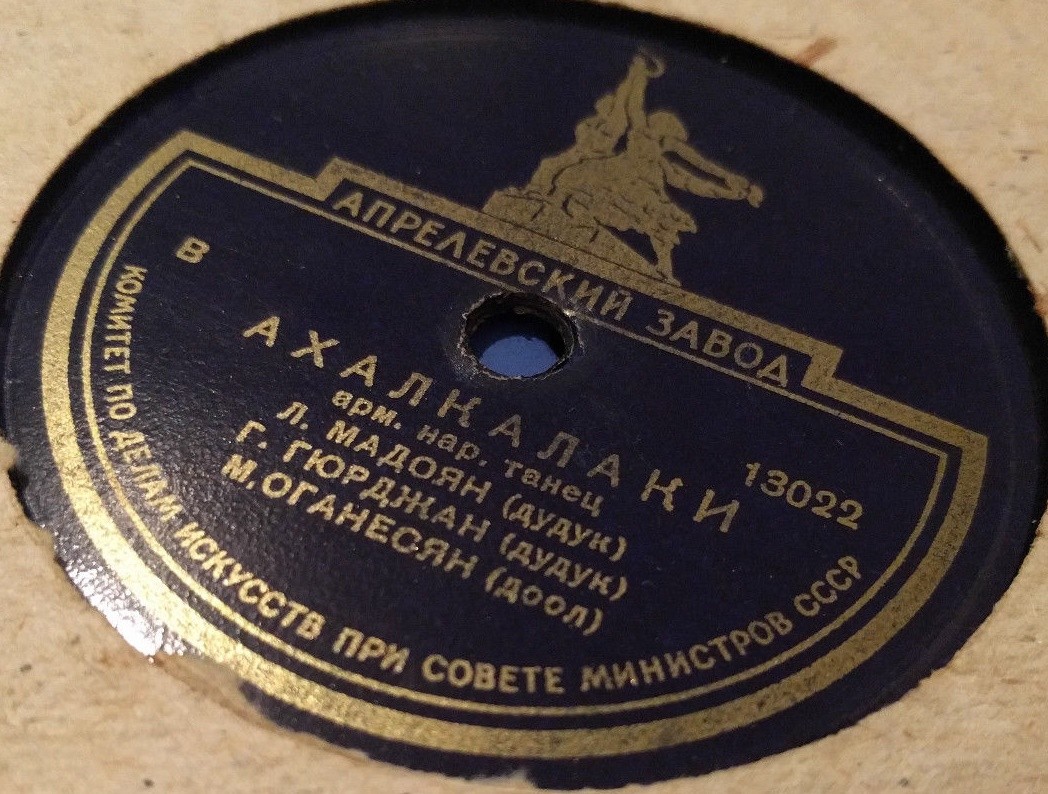 АПРЕЛЕВСКИЙ ЗАВОД
В
АХАЛКАЛАКИ
арм. нар. танец
13022
Л. МАДОЯН (дудук)
Г. ГЮРДЖАН (дудук)
М.ОГАНЕСЯН (доол)
КОМИТЕТ ПО ДЕЛАМ ИСКУССТВ ПРИ СОВЕТЕ МИНИСТРОВ СССР